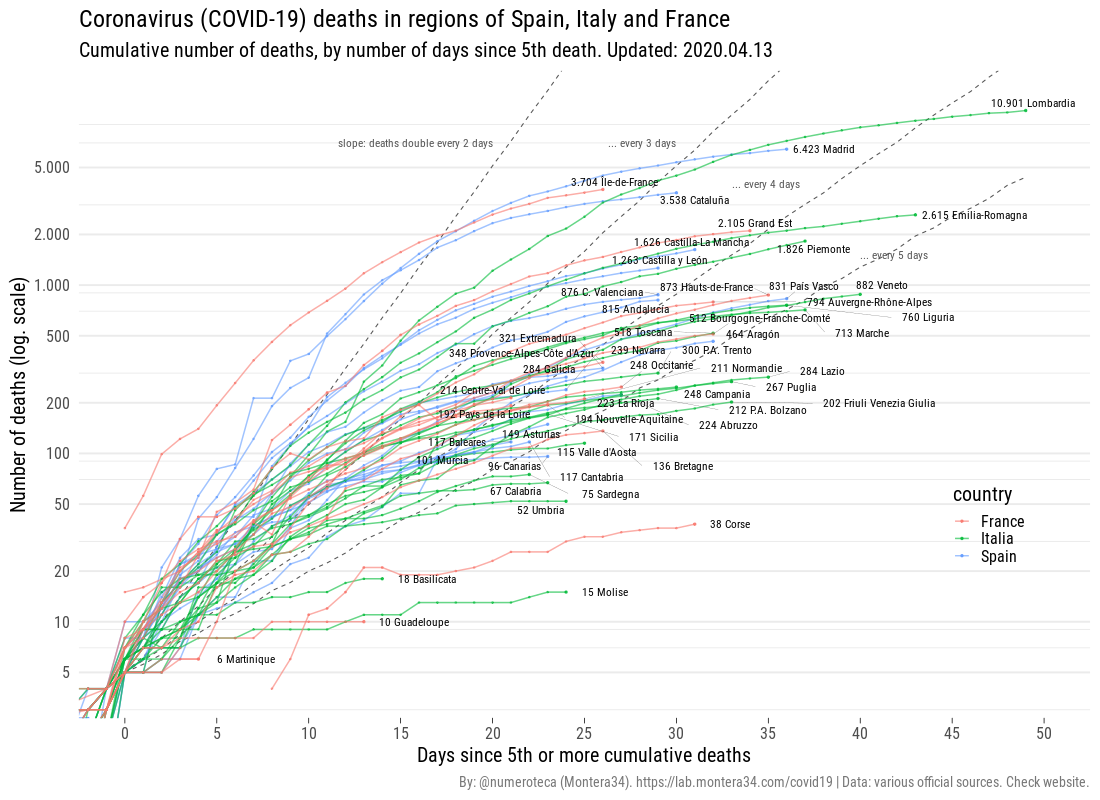 Coronavirus (COVID-19) deaths in regions of Spain, Italy and France
Cumulative number of deaths, by number of days since 5th death. Updated: 2020.04.13
10.901 Lombardia
slope: deaths double every 2 days
... every 3 days
6.423 Madrid
5.000
3.704 Île-de-France
... every 4 days
3.538 Cataluña
2.615 Emilia-Romagna
2.105 Grand Est
2.000
1.626 Castilla-La Mancha
1.826 Piemonte
... every 5 days
1.263 Castilla y León
1.000
876 C. Valenciana
873 Hauts-de-France
831 País Vasco
882 Veneto
794 Auvergne-Rhône-Alpes
815 Andalucía
512 Bourgogne-Franche-Comté
760 Liguria
518 Toscana
464 Aragón
713 Marche
500
321 Extremadura
348 Provence-Alpes-Côte d'Azur
239 Navarra
300 P.A. Trento
284 Galicia
248 Occitanie
211 Normandie
284 Lazio
214 Centre-Val de Loire
248 Campania
267 Puglia
200
223 La Rioja
212 P.A. Bolzano
202 Friuli Venezia Giulia
192 Pays de la Loire
194 Nouvelle-Aquitaine
224 Abruzzo
117 Baleares
149 Asturias
171 Sicilia
100
101 Murcia
115 Valle d'Aosta
96 Canarias
136 Bretagne
117 Cantabria
67 Calabria
75 Sardegna
50
52 Umbria
38 Corse
20
18 Basilicata
15 Molise
10
10 Guadeloupe
6 Martinique
5
Number of deaths (log. scale)
country
France
Italia
Spain
0 5 10 15 20 25 30 35 40 45 50
Days since 5th or more cumulative deaths
By: @numeroteca (Montera34). https://lab.montera34.com/covid19 | Data: various official sources. Check website.